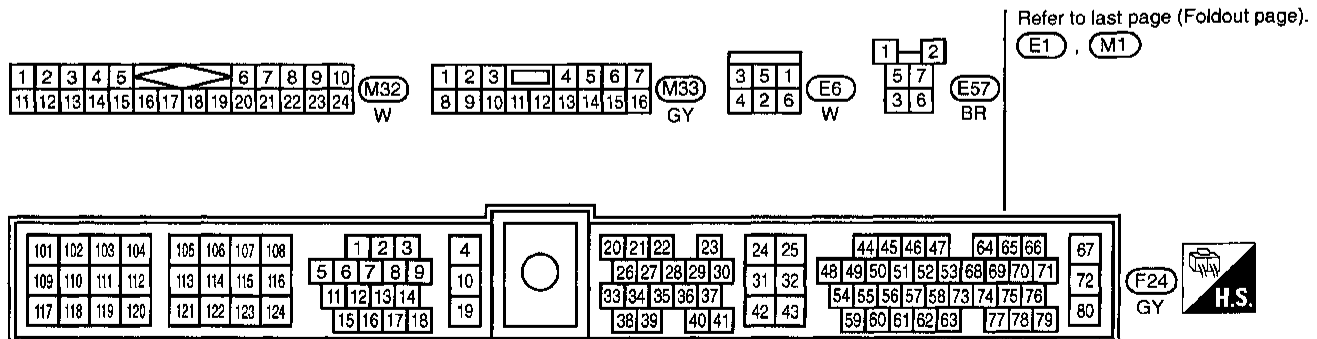 Refer to last page (Foldout page).
E1 , M1
1 2 3 4 5 6 7 8 9 10
11 12 13 14 15 16 17 18 19 20 21 22 23 24
M32
W
1 2 3 4 5 6 7
8 9 10 11 12 13 14 15 16
M33
GY
3 5 1
4 2 6
E6
W
1 2
5 7
3 6
E57
BR
101 102 103 104 105 106 107 108 1 2 3 4 20 21 22 23 24 25 44 45 46 47 64 65 66 67
5 6 7 8 9 26 27 28 29 30 48 49 50 51 52 53 68 69 70 71
109 110 111 112 113 114 115 116 10 31 32 72
11 12 13 14 33 34 35 36 37 54 55 56 57 58 73 74 75 76
117 118 119 120 121 122 123 124 15 16 17 18 19 38 39 40 41 42 43 59 60 61 62 63 77 78 79 80
F24
GY
H.S.